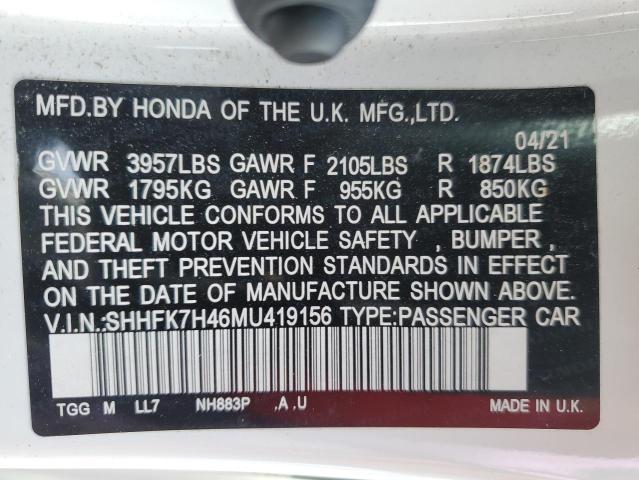 MFD.BY HONDA OF THE U.K. MFG.,LTD.
04/21
GVWR 3957LBS GAWR F 2105LBS R 1874LBS
GVWR 1795KG GAWR F 955KG R 850KG
THIS VEHICLE CONFORMS TO ALL APPLICABLE
FEDERAL MOTOR VEHICLE SAFETY , BUMPER ,
AND THEFT PREVENTION STANDARDS IN EFFECT
ON THE DATE OF MANUFACTURE SHOWN ABOVE.
V.I.N.:SHHFK7H46MU419156 TYPE:PASSENGER CAR
TGG M LL7 NH883P .A .U MADE IN U.K.